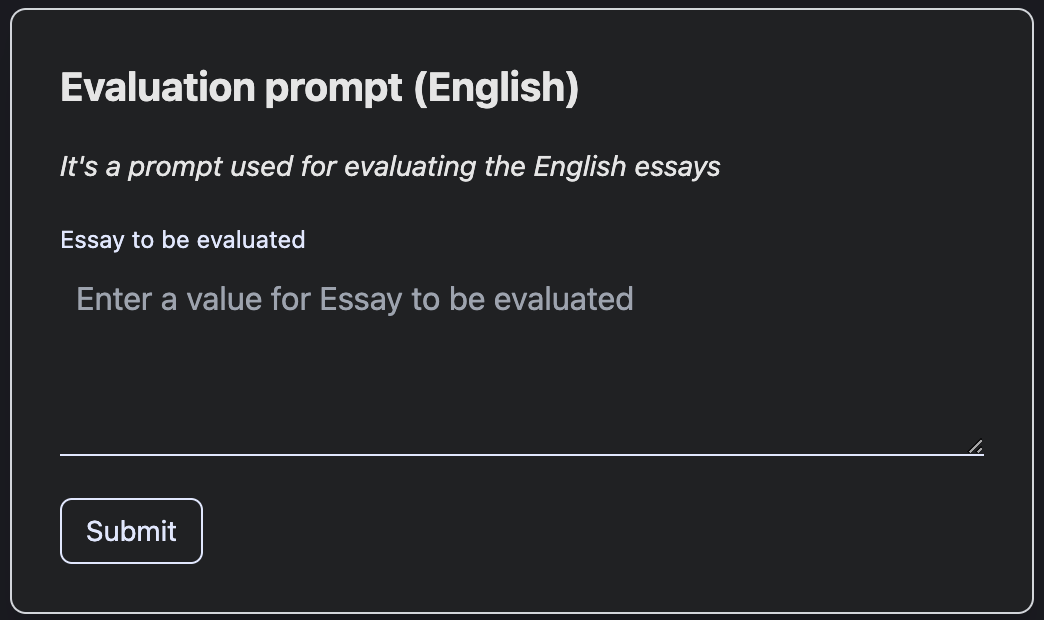 Evaluation prompt (English)
It's a prompt used for evaluating the English essays
Essay to be evaluated
Enter a value for Essay to be evaluated
Submit